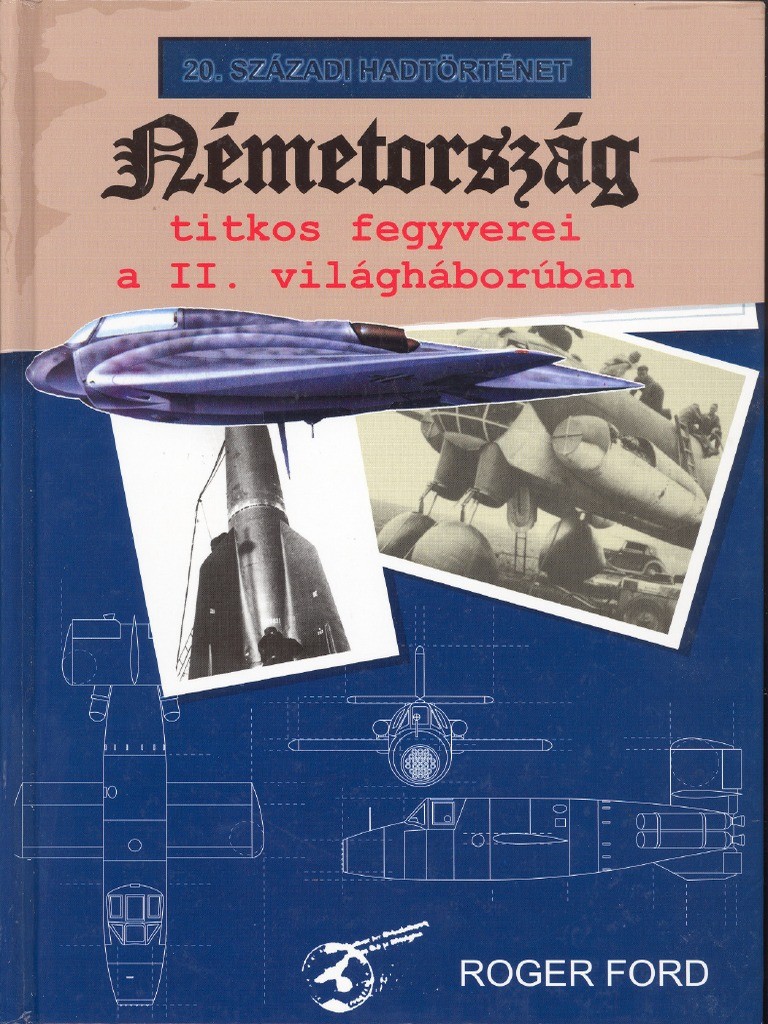 20. SZÁZADI HADTÖRTÉNET
Németország
titkos fegyverei
a II. világháborúban
ROGER FORD